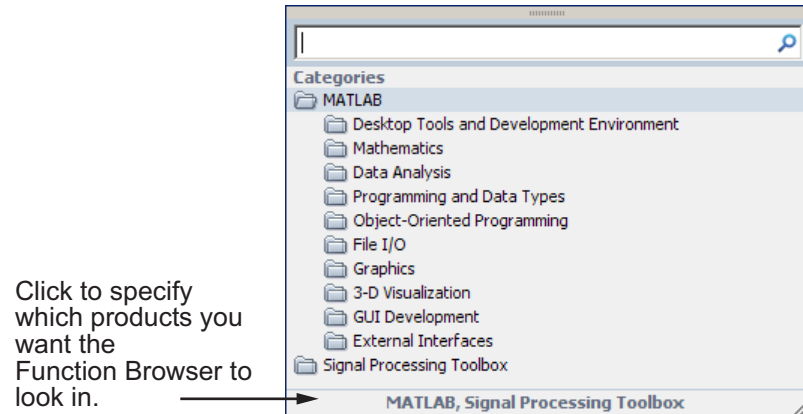 Categories
MATLAB
Desktop Tools and Development Environment
Mathematics
Data Analysis
Programming and Data Types
Object-Oriented Programming
File I/O
Graphics
3-D Visualization
GUI Development
External Interfaces
Signal Processing Toolbox
MATLAB, Signal Processing Toolbox
Click to specify
which products you
want the
Function Browser to
look in.